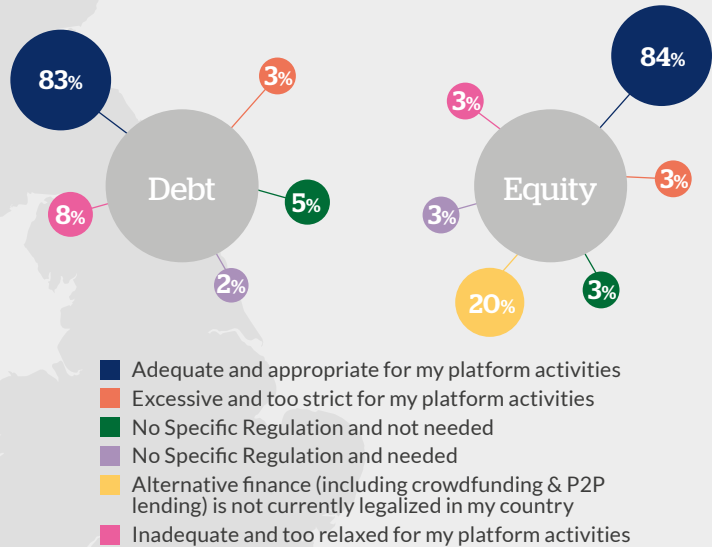 83%
3%
Debt
8%
5%
2%
84%
3%
Equity
3%
3%
20%
3%
Adequate and appropriate for my platform activities
Excessive and too strict for my platform activities
No Specific Regulation and not needed
No Specific Regulation and needed
Alternative finance (including crowdfunding & P2P
lending) is not currently legalized in my country
Inadequate and too relaxed for my platform activities